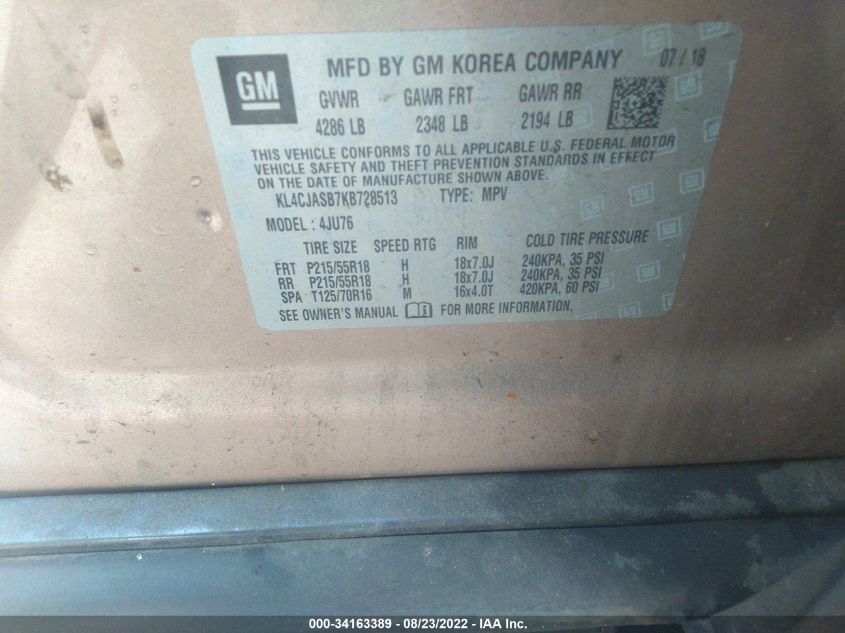 GM
MFD BY GM KOREA COMPANY 07 / 18
GVWR GAWR FRT GAWR RR
4286 LB 2348 LB 2194 LB
THIS VEHICLE CONFORMS TO ALL APPLICABLE U.S. FEDERAL MOTOR
VEHICLE SAFETY AND THEFT PREVENTION STANDARDS IN EFFECT
ON THE DATE OF MANUFACTURE SHOWN ABOVE.
KL4CJASB7KB728513 TYPE: MPV
MODEL : 4JU76
TIRE SIZE SPEED RTG RIM COLD TIRE PRESSURE
FRT P215/55R18 H 18x7.0J 240KPA, 35 PSI
RR P215/55R18 H 18x7.0J 240KPA, 35 PSI
SPA T125/70R16 M 16x4.0T 420KPA, 60 PSI
SEE OWNER'S MANUAL FOR MORE INFORMATION.
000-34163389 - 08/23/2022 - IAA Inc.